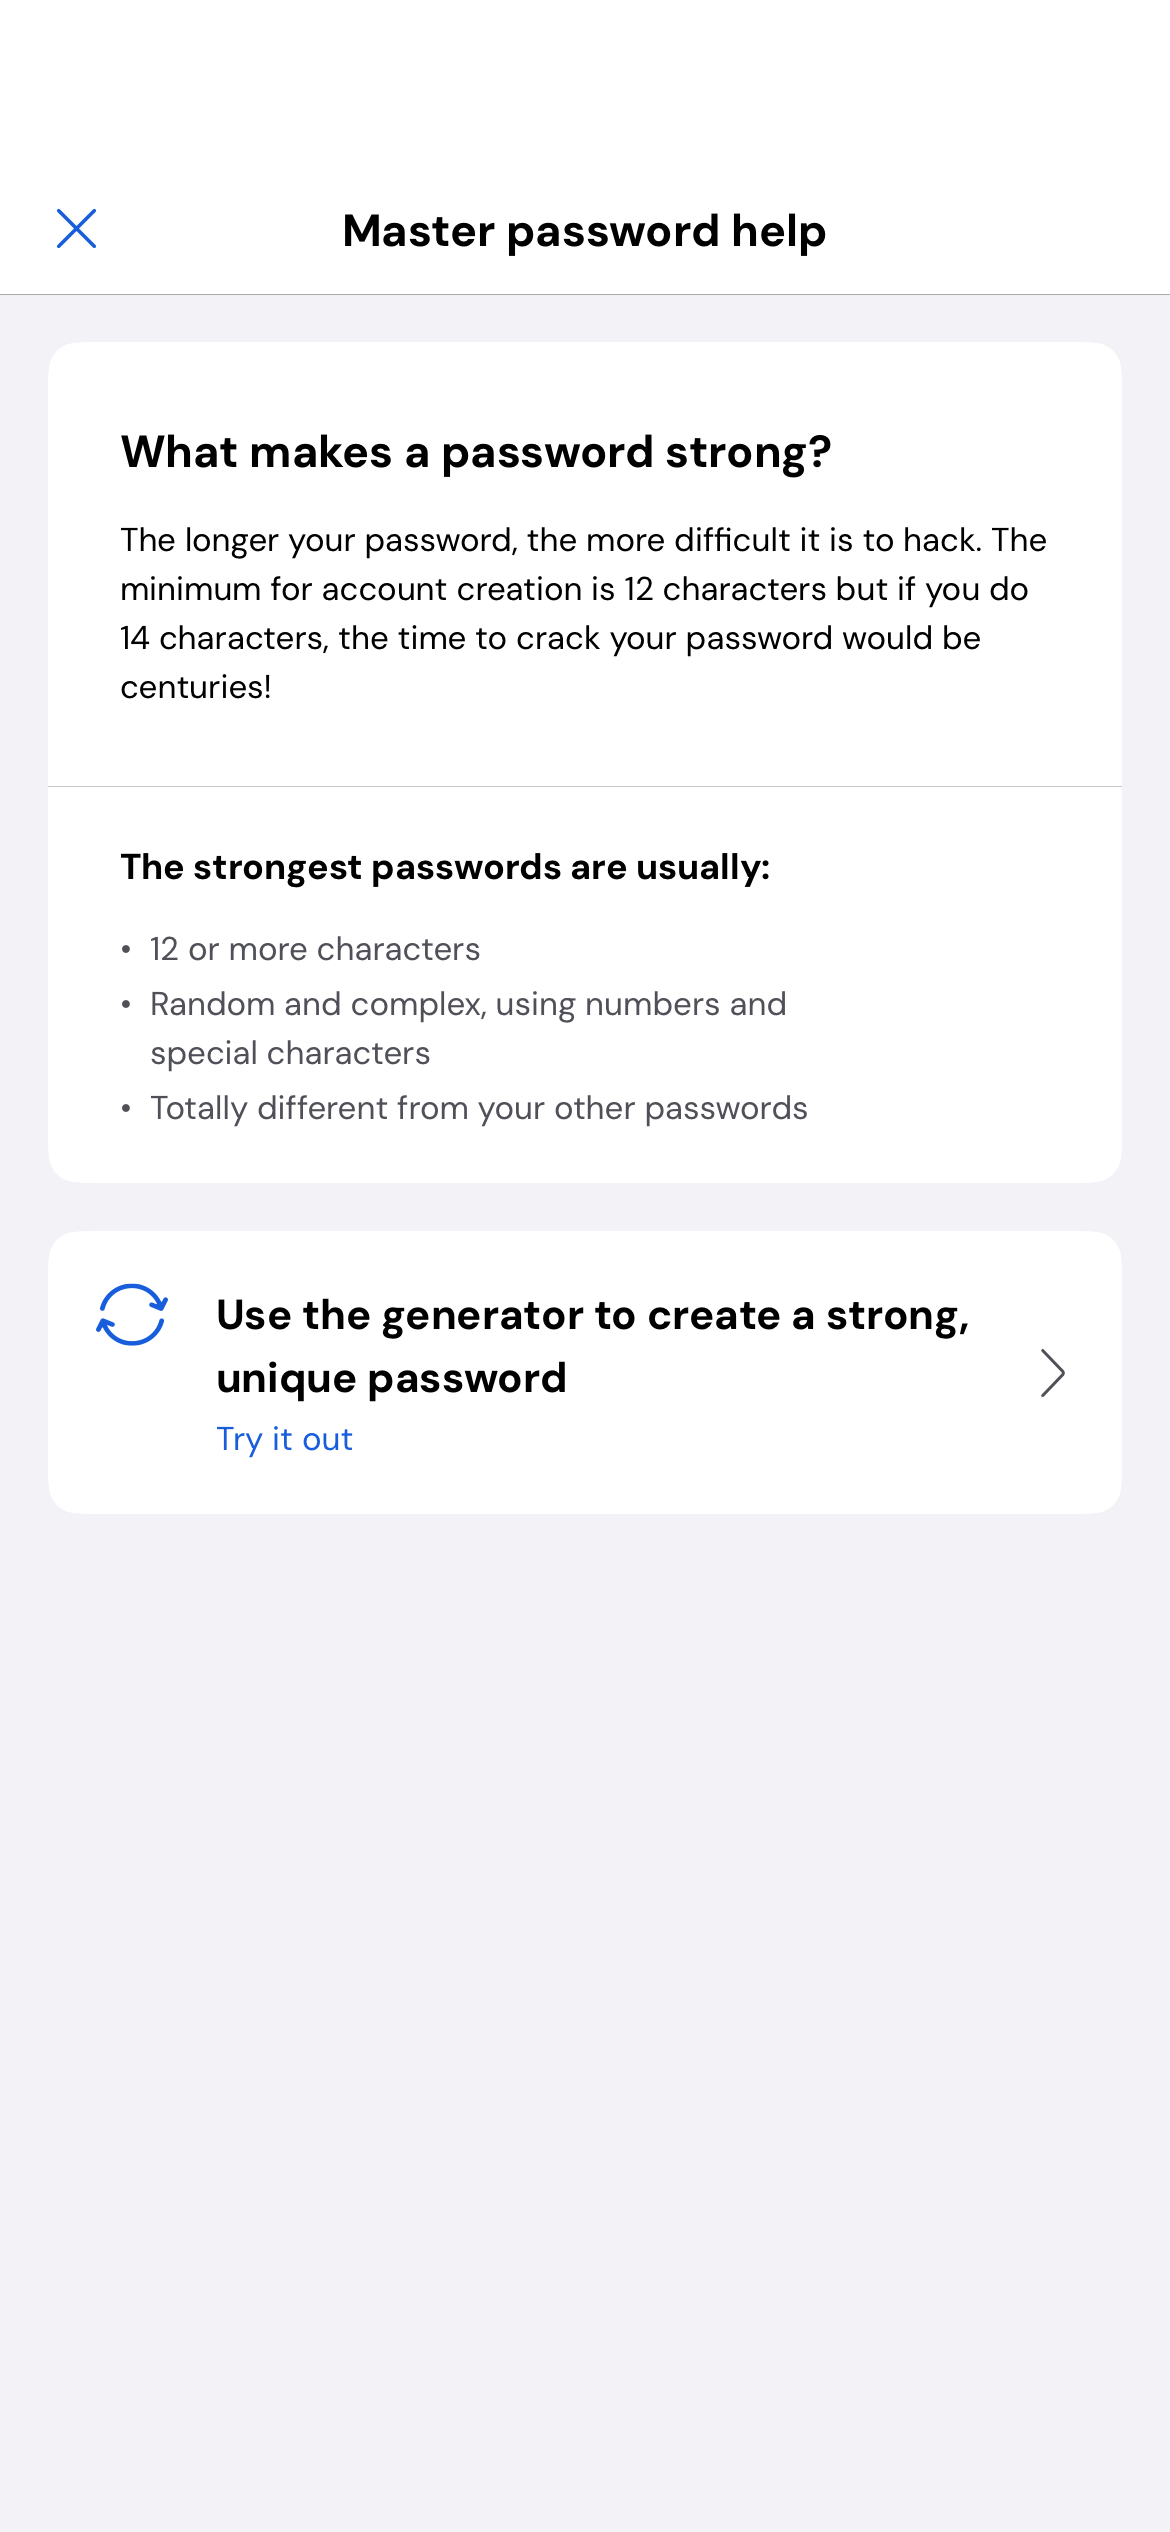 Master password help
What makes a password strong?
The longer your password, the more difficult it is to hack. The
minimum for account creation is 12 characters but if you do
14 characters, the time to crack your password would be
centuries!
The strongest passwords are usually:
• 12 or more characters
• Random and complex, using numbers and
special characters
• Totally different from your other passwords
Use the generator to create a strong,
unique password
Try it out